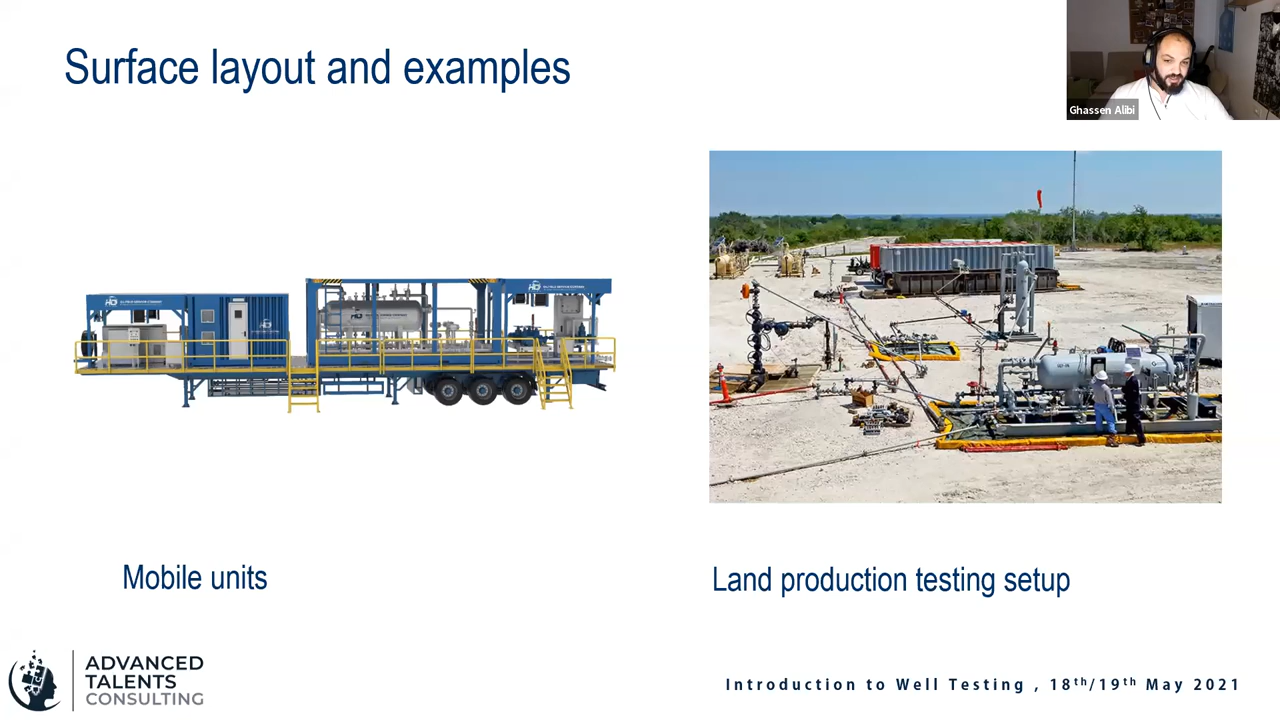 Surface layout and examples
Ghassen Alibi
Mobile units
Land production testing setup
ADVANCED
TALENTS
CONSULTING
Introduction to Well Testing , 18th/19th May 2021